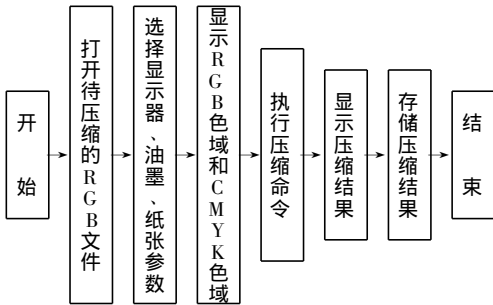 开始
打开待压缩的RGB文件
选择显示器、油墨、纸张参数
显示RGB色域和CMYK色域
执行压缩命令
显示压缩结果
存储压缩结果
结束